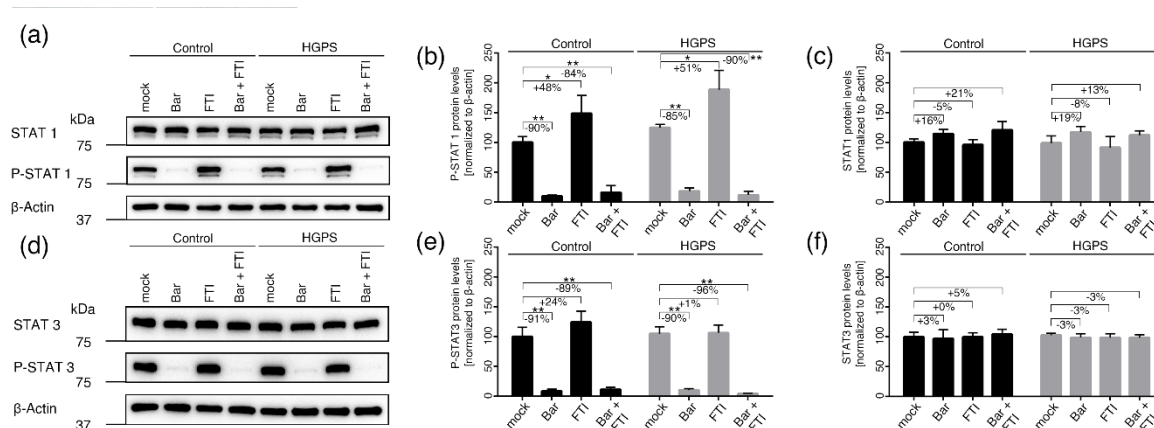 (a)
Control HGPS
mock Bar FTI Bar + FTI mock Bar FTI Bar + FTI
kDa
STAT 1
75
P-STAT 1
75
β-Actin
37
(b)
Control HGPS
P-STAT 1 protein levels
[normalized to β-actin]
250
200
150
100
50
0
**
-84%
*
+48%
**
-90%
-90% **
*
+51%
**
-85%
mock Bar FTI Bar + FTI mock Bar FTI Bar + FTI
(c)
Control HGPS
STAT1 protein levels
[normalized to β-actin]
250
200
150
100
50
0
+21%
-5%
+16%
+13%
-8%
+19%
mock Bar FTI Bar + FTI mock Bar FTI Bar + FTI
(d)
Control HGPS
mock Bar FTI Bar + FTI mock Bar FTI Bar + FTI
kDa
STAT 3
75
P-STAT 3
75
β-Actin
37
(e)
Control HGPS
P-STAT3 protein levels
[normalized to β-actin]
250
200
150
100
50
0
**
-89%
+24%
**
-91%
**
-96%
+1%
**
-90%
mock Bar FTI Bar + FTI mock Bar FTI Bar + FTI
(f)
Control HGPS
STAT3 protein levels
[normalized to β-actin]
250
200
150
100
50
0
+5%
+0%
+3%
-3%
-3%
-3%
mock Bar FTI Bar + FTI mock Bar FTI Bar + FTI